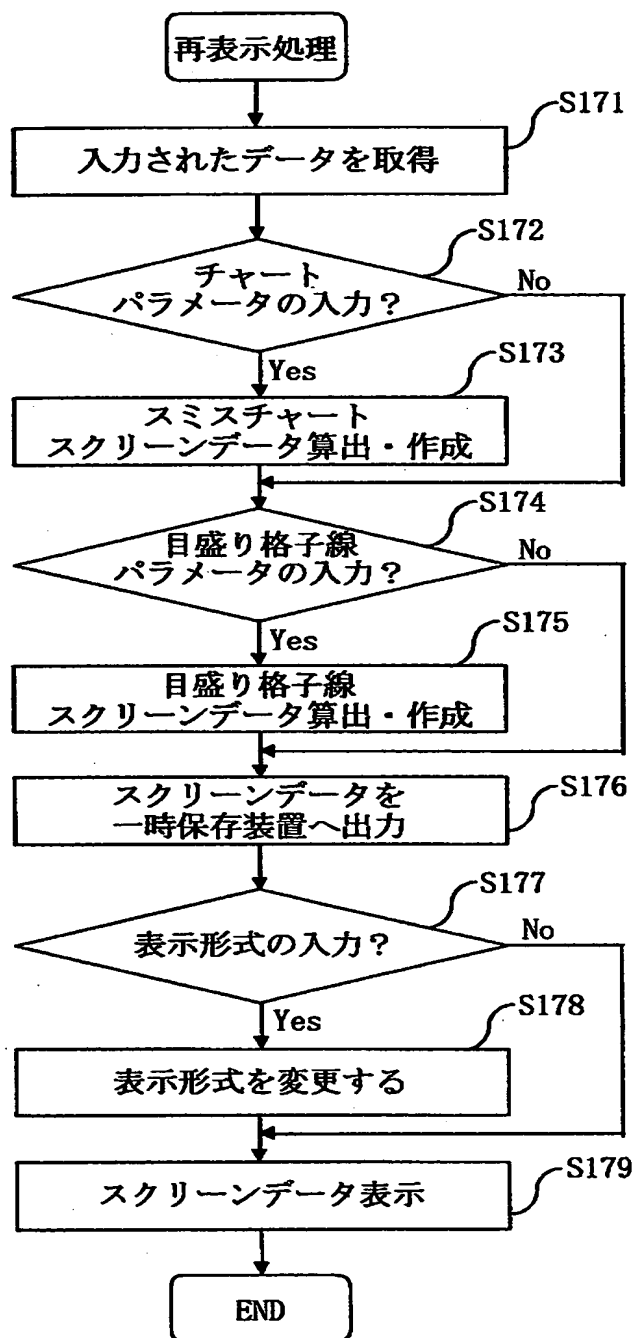 再表示処理
S171
入力されたデータを取得
S172
チャート
パラメータの入力？
No
Yes
S173
スミスチャート
スクリーンデータ算出・作成
S174
目盛り格子線
パラメータの入力？
No
Yes
S175
目盛り格子線
スクリーンデータ算出・作成
スクリーンデータを
一時保存装置へ出力
S176
S177
表示形式の入力？
No
Yes
S178
表示形式を変更する
S179
スクリーンデータ表示
END